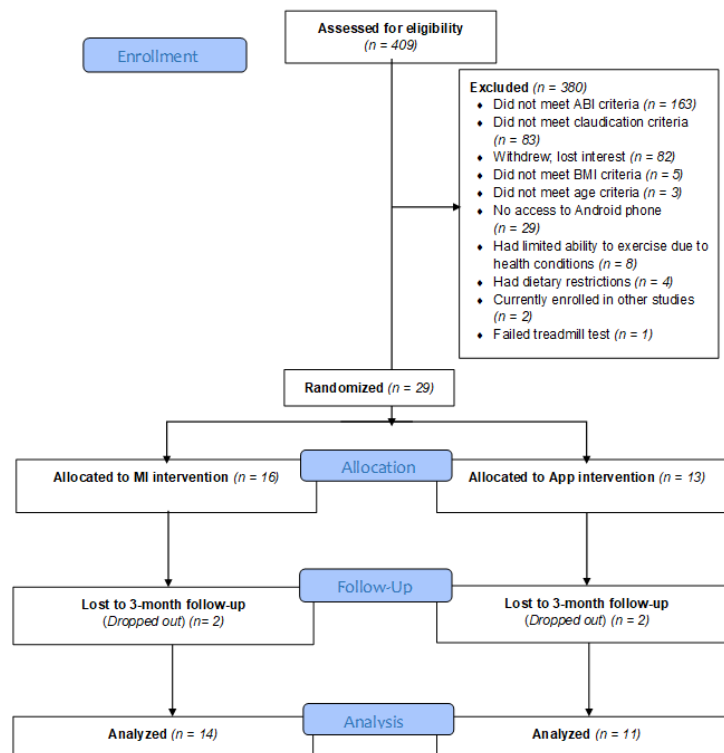 Assessed for eligibility
(n = 409)
Enrollment
Excluded (n = 380)
♦ Did not meet ABI criteria (n = 163)
♦ Did not meet claudication criteria
(n = 83)
♦ Withdrew; lost interest (n = 82)
♦ Did not meet BMI criteria (n = 5)
♦ Did not meet age criteria (n = 3)
♦ No access to Android phone
(n = 29)
♦ Had limited ability to exercise due to
health conditions (n = 8)
♦ Had dietary restrictions (n = 4)
♦ Currently enrolled in other studies
(n = 2)
♦ Failed treadmill test (n = 1)
Randomized (n = 29)
Allocation
Allocated to MI intervention (n = 16)
Allocated to App intervention (n = 13)
Follow-Up
Lost to 3-month follow-up
(Dropped out) (n= 2)
Lost to 3-month follow-up
(Dropped out) (n = 2)
Analysis
Analyzed (n = 14)
Analyzed (n = 11)